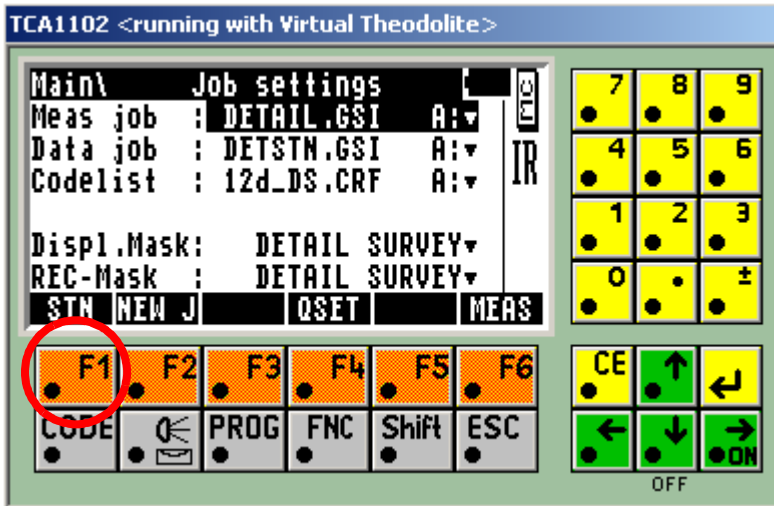 TCA1102 <running with Virtual Theodolite>
Main\ Job settings
Meas job : DETAIL.GSI A:▾
Data job : DETSTN.GSI A:▾
Codelist : 12d_DS.CRF A:▾
IR
Displ.Mask: DETAIL SURVEY▾
REC-Mask : DETAIL SURVEY▾
STN NEW J QSET MEAS
F1 F2 F3 F4 F5 F6
CODE PROG FNC Shift ESC
7 8 9
4 5 6
1 2 3
0 . ±
CE
ON
OFF